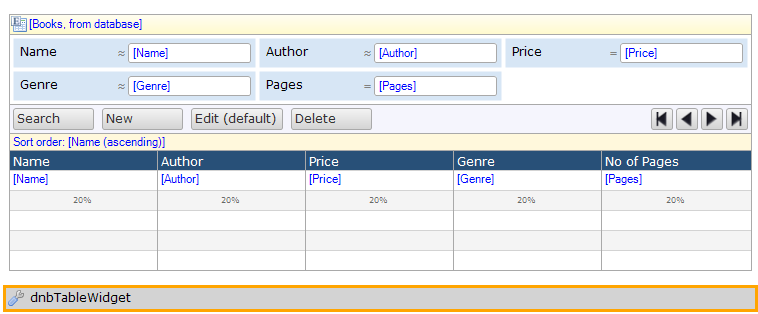 [Books, from database]
Name ≈ [Name] Author ≈ [Author] Price = [Price]
Genre ≈ [Genre] Pages = [Pages]
Search New Edit (default) Delete
Sort order: [Name (ascending)]
Name Author Price Genre No of Pages
[Name] [Author] [Price] [Genre] [Pages]
20% 20% 20% 20% 20%
dnbTableWidget